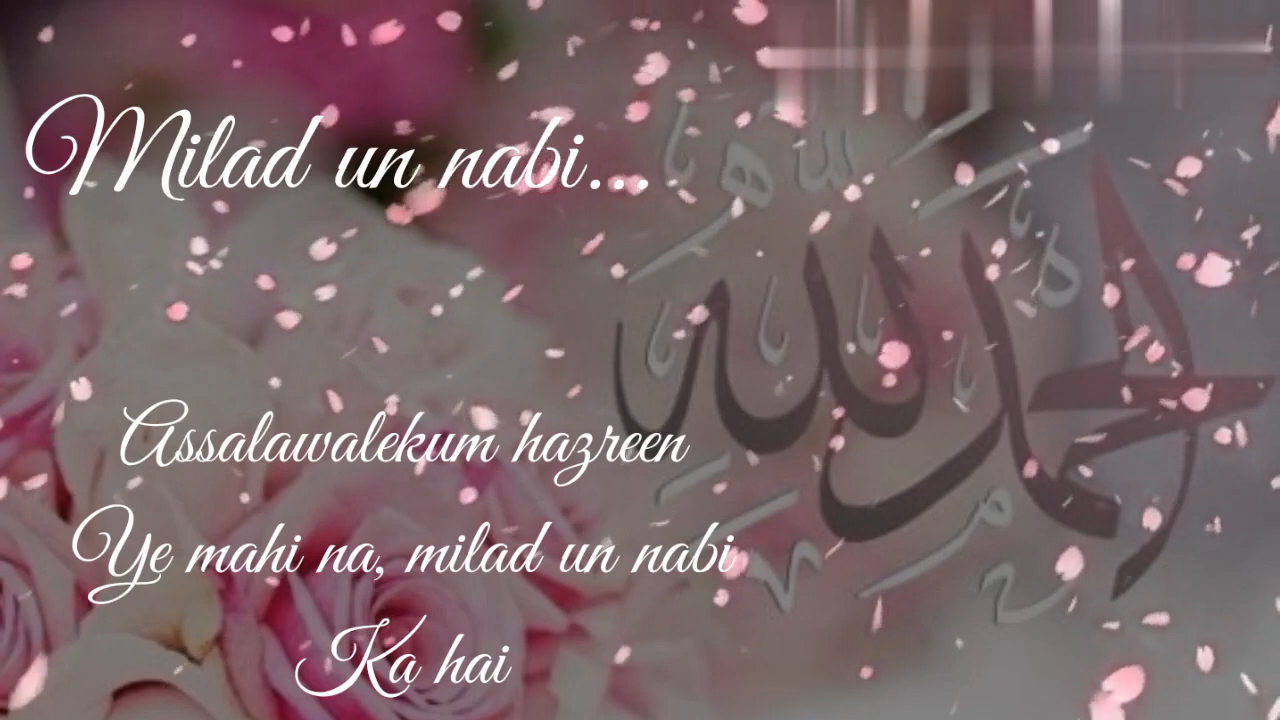 Milad un nabi...
الحمد لله
Assalawalekum hazreen
Ye mahi na, milad un nabi
Ka hai